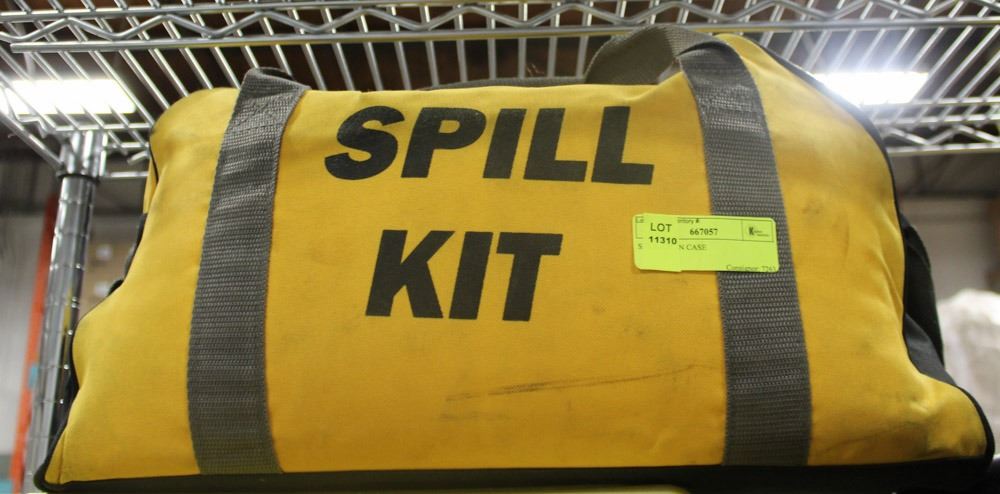 SPILL
KIT
LOT
11310
667057
N CASE